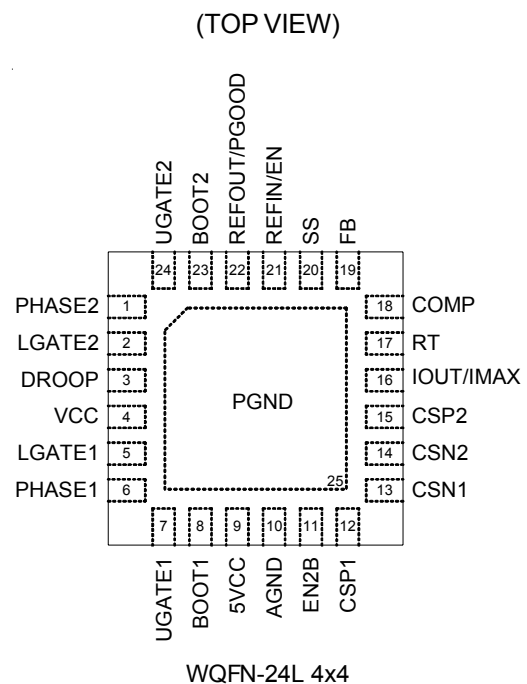 (TOP VIEW)
UGATE2
BOOT2
REFOUT/PGOOD
REFIN/EN
SS
FB
24
23
22
21
20
19
PHASE2 1
LGATE2 2
DROOP 3
VCC 4
LGATE1 5
PHASE1 6
PGND
25
18 COMP
17 RT
16 IOUT/IMAX
15 CSP2
14 CSN2
13 CSN1
7
8
9
10
11
12
UGATE1
BOOT1
5VCC
AGND
EN2B
CSP1
WQFN-24L 4x4